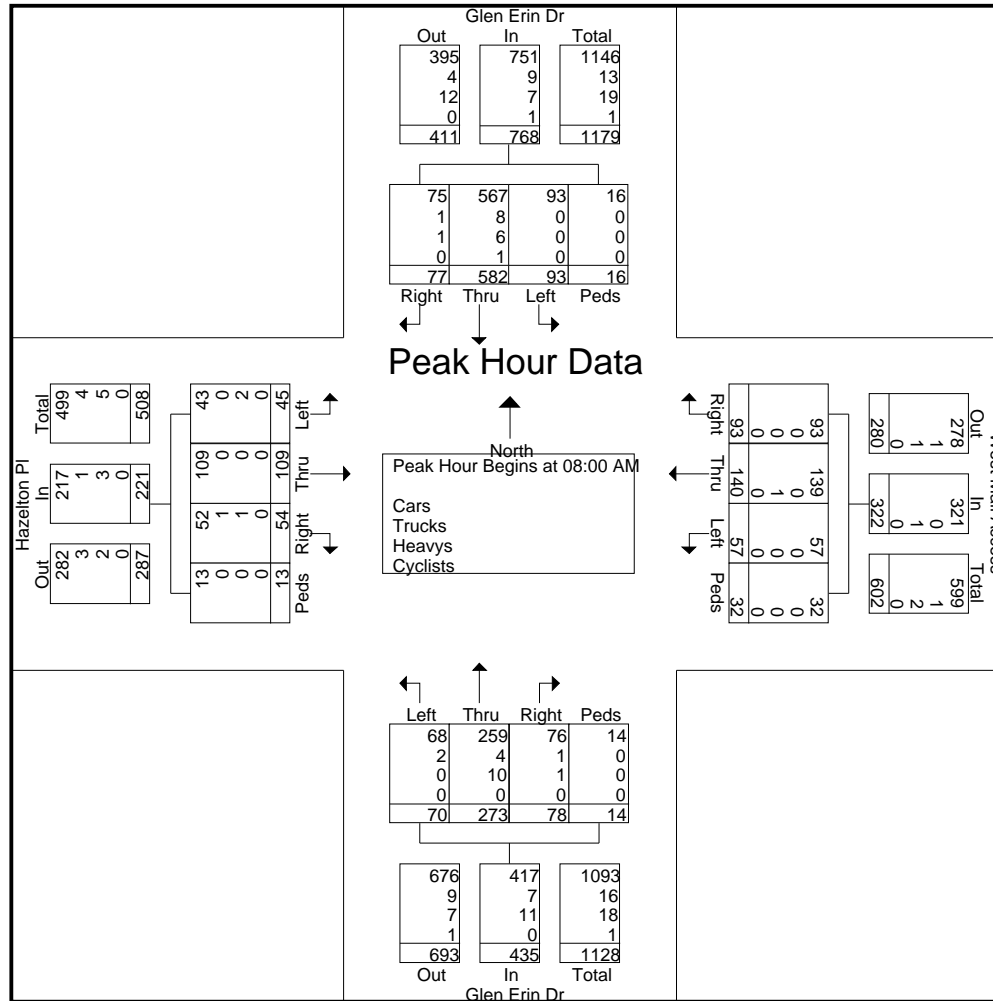 Glen Erin Dr
Out In Total
395 751 1146
4 9 13
12 7 19
0 1 1
411 768 1179
75 567 93 16
1 8 0 0
1 6 0 0
0 1 0 0
77 582 93 16
Right Thru Left Peds
Peak Hour Data
Hazelton Pl
Total
499 4 5 0 508
In
217 1 3 0 221
Out
282 3 2 0 287
43 0 2 0 45
Left
109 0 0 0 109
Thru
52 1 1 0 54
Right
13 0 0 0 13
Peds
North
Peak Hour Begins at 08:00 AM
Cars
Trucks
Heavys
Cyclists
Right
93 0 0 0 93
Thru
139 0 1 0 140
Left
57 0 0 0 57
Peds
32 0 0 0 32
Out
278 1 1 0 280
In
321 0 1 0 322
Total
599 1 2 0 602
Left Thru Right Peds
68 259 76 14
2 4 1 0
0 10 1 0
0 0 0 0
70 273 78 14
676 417 1093
9 7 16
7 11 18
1 0 1
693 435 1128
Out In Total
Glen Erin Dr